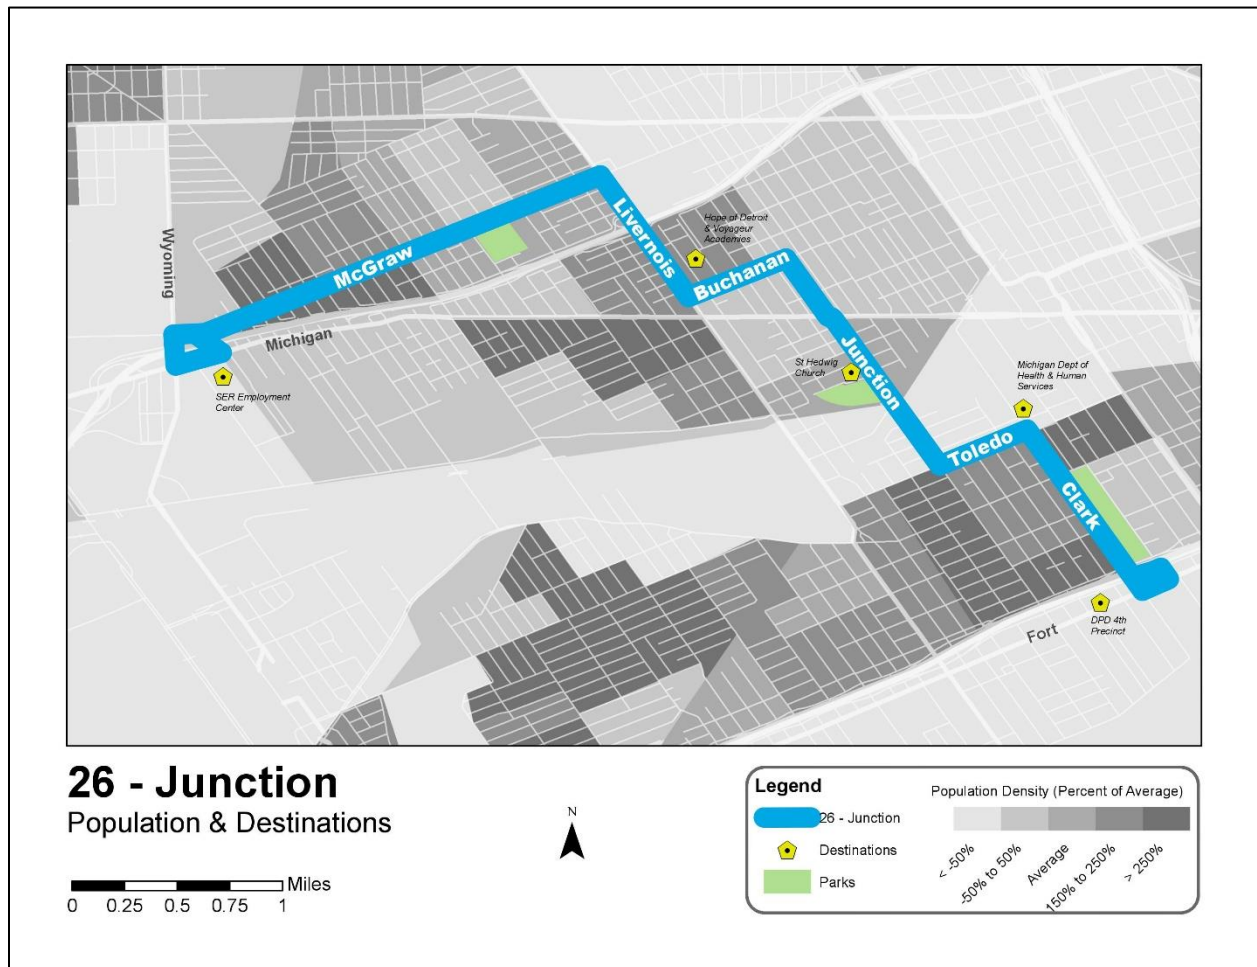 Wyoming
McGraw
Michigan
SER Employment
Center
Livernois
Hope of Detroit
& Voyageur
Academies
Buchanan
St Hedwig
Church
Junction
Michigan Dept of
Health & Human
Services
Toledo
Clark
DPD 4th
Precinct
Fort
26 - Junction
Population & Destinations
Miles
0 0.25 0.5 0.75 1
N
Legend
26 - Junction
Destinations
Parks
Population Density (Percent of Average)
< -50%
-50% to 50%
Average
150% to 250%
> 250%